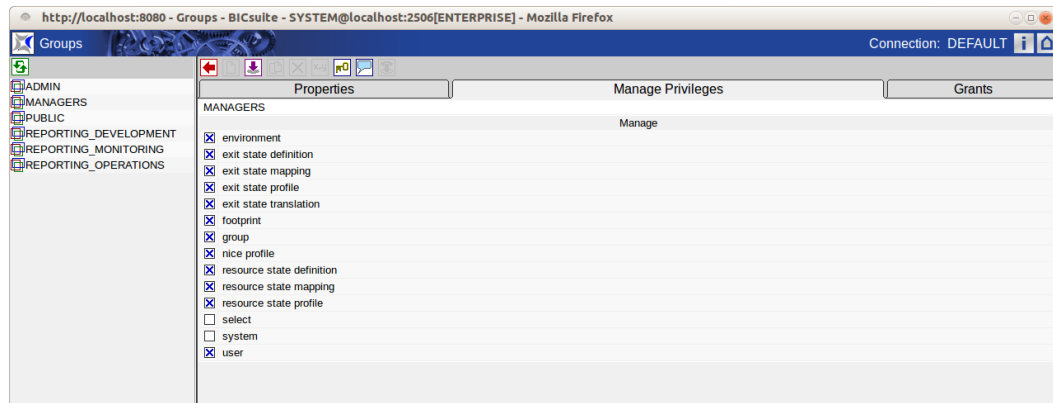 http://localhost:8080 - Groups - BICsuite - SYSTEM@localhost:2506[ENTERPRISE] - Mozilla Firefox
Groups
Connection: DEFAULT
ADMIN
MANAGERS
PUBLIC
REPORTING_DEVELOPMENT
REPORTING_MONITORING
REPORTING_OPERATIONS
Properties Manage Privileges Grants
MANAGERS
Manage
environment
exit state definition
exit state mapping
exit state profile
exit state translation
footprint
group
nice profile
resource state definition
resource state mapping
resource state profile
select
system
user